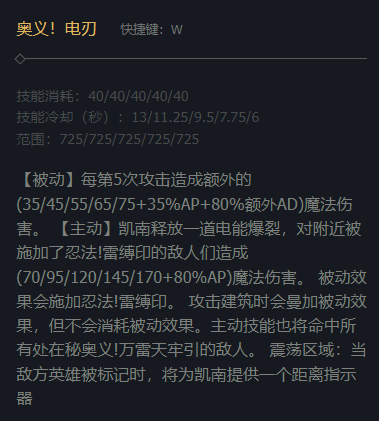 奥义！电刃 快捷键：W
技能消耗：40/40/40/40/40
技能冷却（秒）：13/11.25/9.5/7.75/6
范围：725/725/725/725/725
【被动】每第5次攻击造成额外的
(35/45/55/65/75+35%AP+80%额外AD)魔法伤
害。 【主动】凯南释放一道电能爆裂，对附近被
施加了忍法!雷缚印的敌人们造成
(70/95/120/145/170+80%AP)魔法伤害。 被动效
果会施加忍法!雷缚印。 攻击建筑时会曼加被动效
果，但不会消耗被动效果。主动技能也将命中所
有处在秘奥义!万雷天牢引的敌人。 震荡区域：当
敌方英雄被标记时，将为凯南提供一个距离指示
器